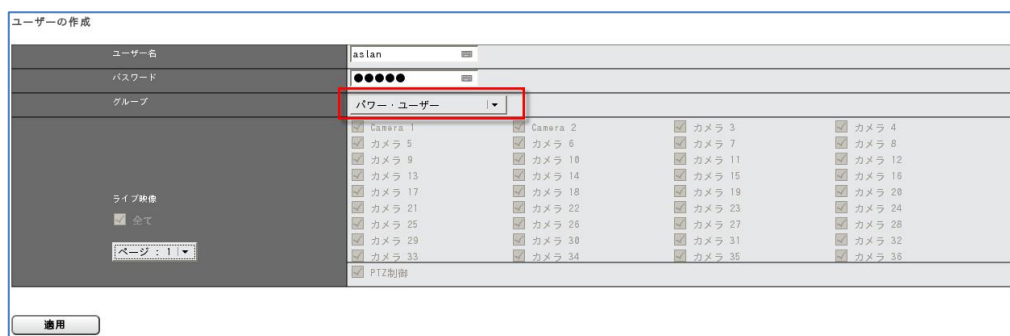 ユーザーの作成
ユーザー名 aslan
パスワード ●●●●●
グループ パワー・ユーザー
Camera 1 Camera 2 カメラ 3 カメラ 4
カメラ 5 カメラ 6 カメラ 7 カメラ 8
カメラ 9 カメラ 10 カメラ 11 カメラ 12
カメラ 13 カメラ 14 カメラ 15 カメラ 16
ライブ映像 カメラ 17 カメラ 18 カメラ 19 カメラ 20
全て カメラ 21 カメラ 22 カメラ 23 カメラ 24
カメラ 25 カメラ 26 カメラ 27 カメラ 28
ページ : 1 カメラ 29 カメラ 30 カメラ 31 カメラ 32
カメラ 33 カメラ 34 カメラ 35 カメラ 36
PTZ制御
適用